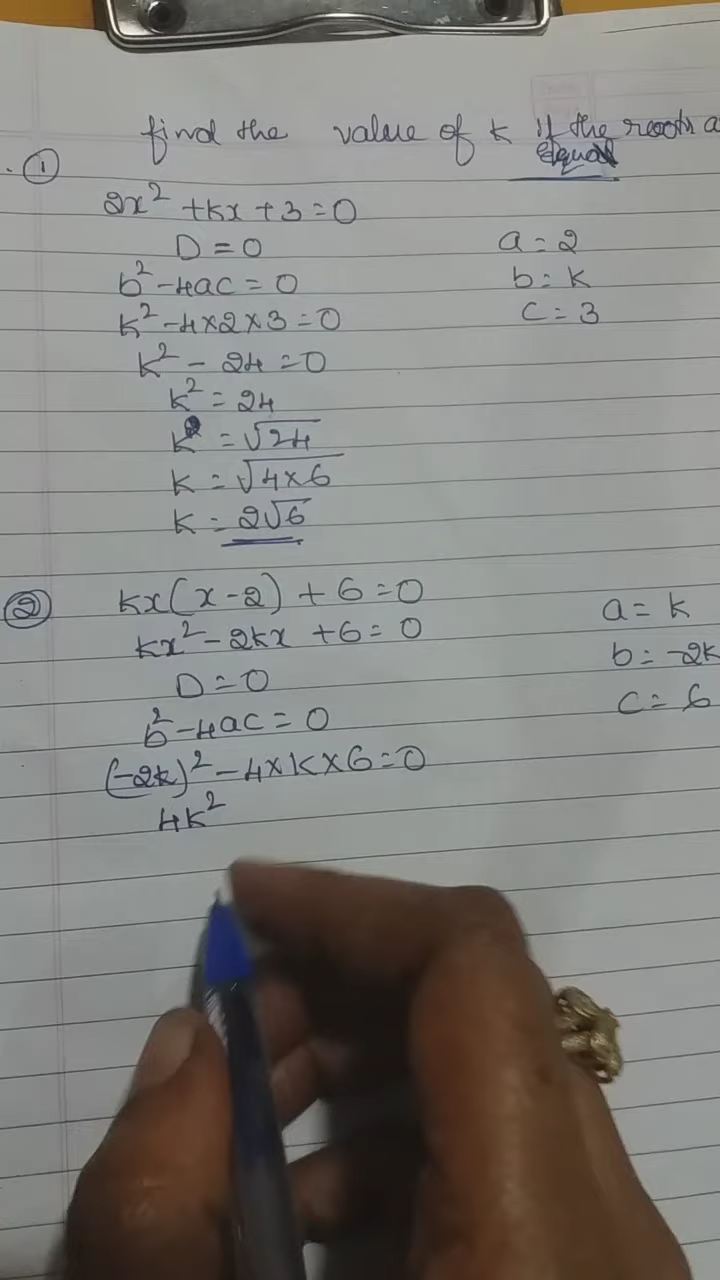 find the value of k if the roots a
equal
1
2x² + kx + 3 = 0
D = 0
a = 2
b² - 4ac = 0
b = k
k² - 4 × 2 × 3 = 0
c = 3
k² - 24 = 0
k² = 24
k = √24
k = √4×6
k = 2√6
2
kx(x - 2) + 6 = 0
a = k
kx² - 2kx + 6 = 0
b = -2k
D = 0
c = 6
b² - 4ac = 0
(-2k)² - 4 × k × 6 = 0
4k²